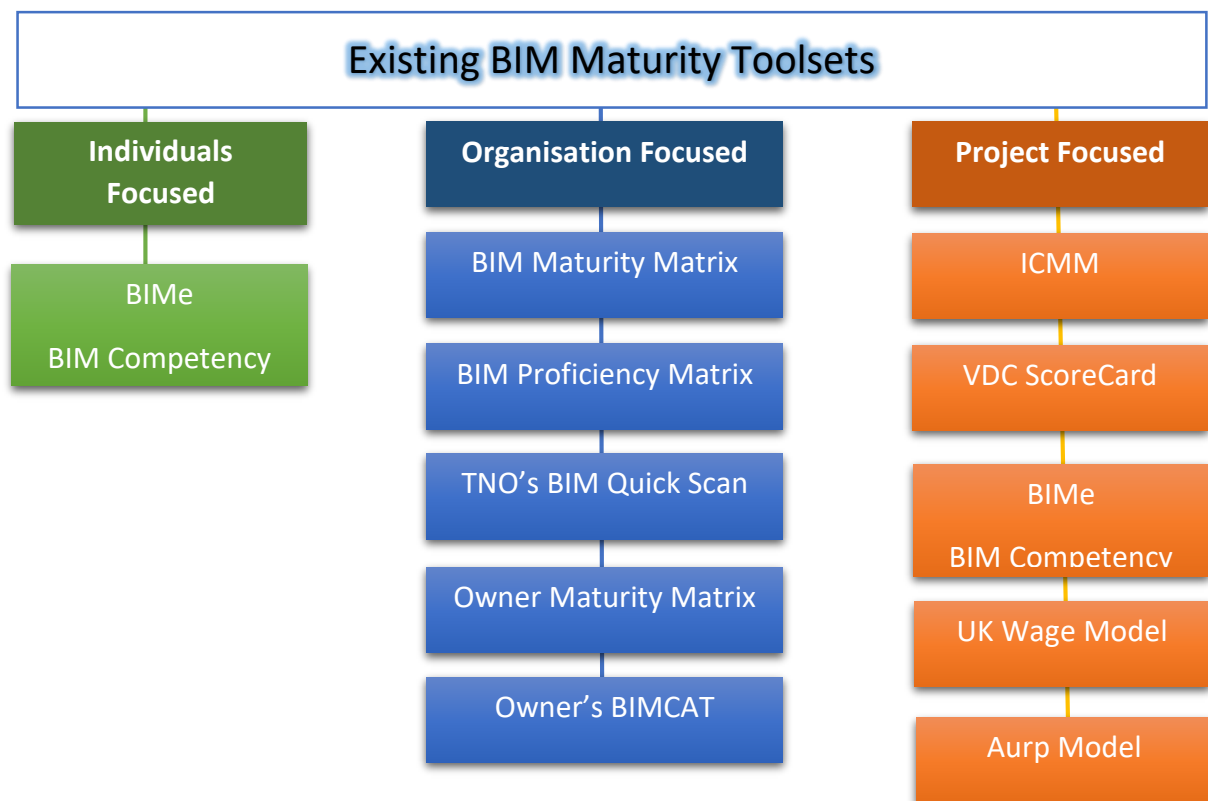 Existing BIM Maturity Toolsets
Individuals
Focused
BIMe
BIM Competency
Organisation Focused
BIM Maturity Matrix
BIM Proficiency Matrix
TNO’s BIM Quick Scan
Owner Maturity Matrix
Owner’s BIMCAT
Project Focused
ICMM
VDC ScoreCard
BIMe
BIM Competency
UK Wage Model
Aurp Model